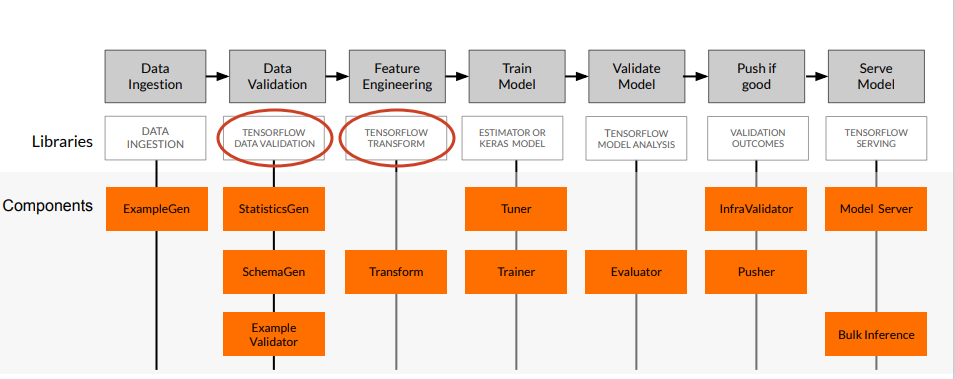 Data
Ingestion
Data
Validation
Feature
Engineering
Train
Model
Validate
Model
Push if
good
Serve
Model
Libraries
DATA
INGESTION
TENSORFLOW
DATA VALIDATION
TENSORFLOW
TRANSFORM
ESTIMATOR OR
KERAS MODEL
TENSORFLOW
MODEL ANALYSIS
VALIDATION
OUTCOMES
TENSORFLOW
SERVING
Components
ExampleGen
StatisticsGen
Tuner
InfraValidator
Model Server
SchemaGen
Transform
Trainer
Evaluator
Pusher
Example
Validator
Bulk Inference